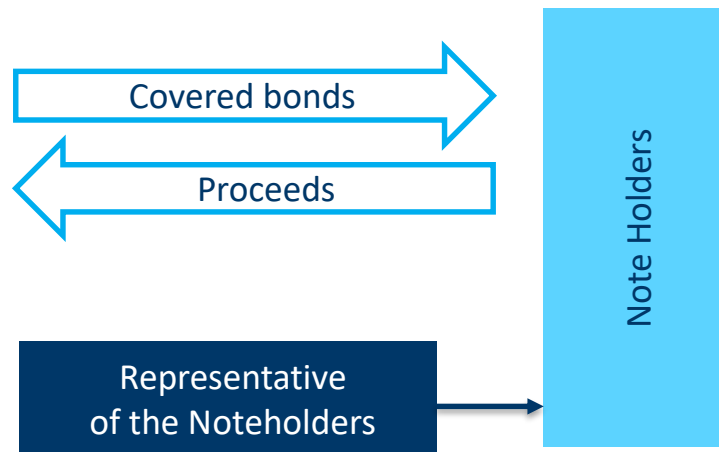 Covered bonds
Proceeds
Note Holders
Representative
of the Noteholders